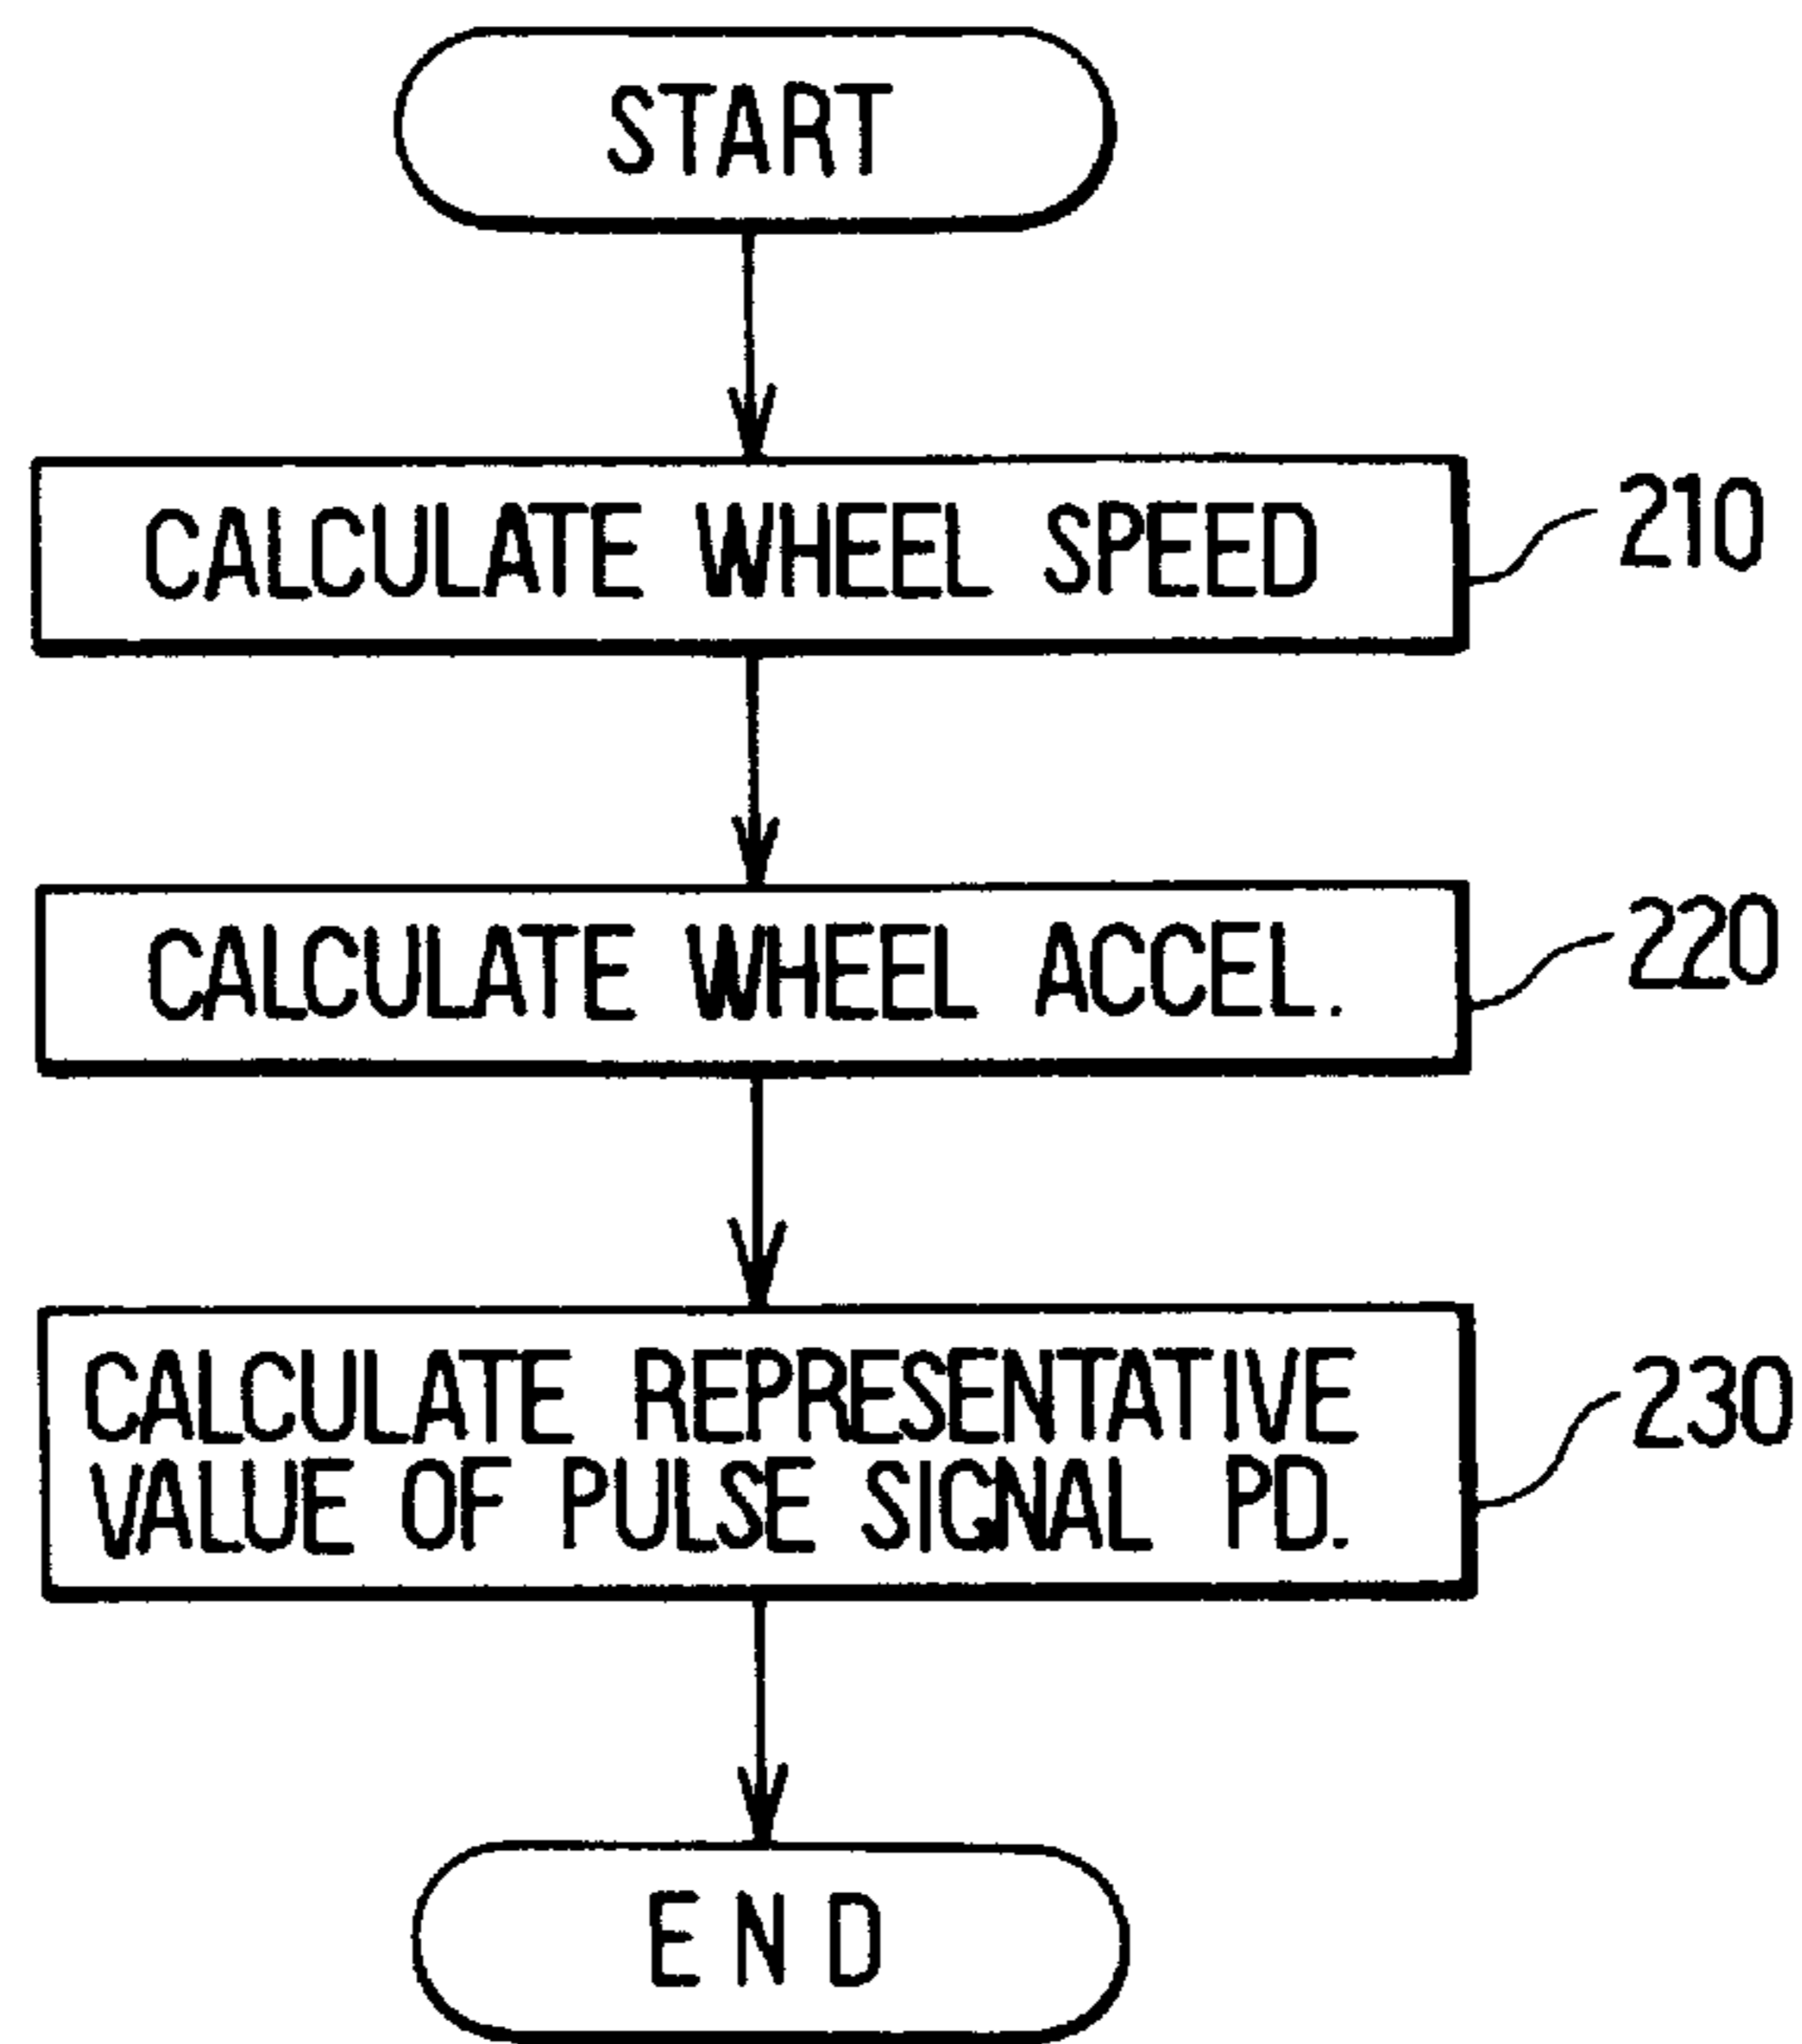 START
CALCULATE WHEEL SPEED
210
CALCULATE WHEEL ACCEL.
220
CALCULATE REPRESENTATIVE
VALUE OF PULSE SIGNAL PD.
230
END